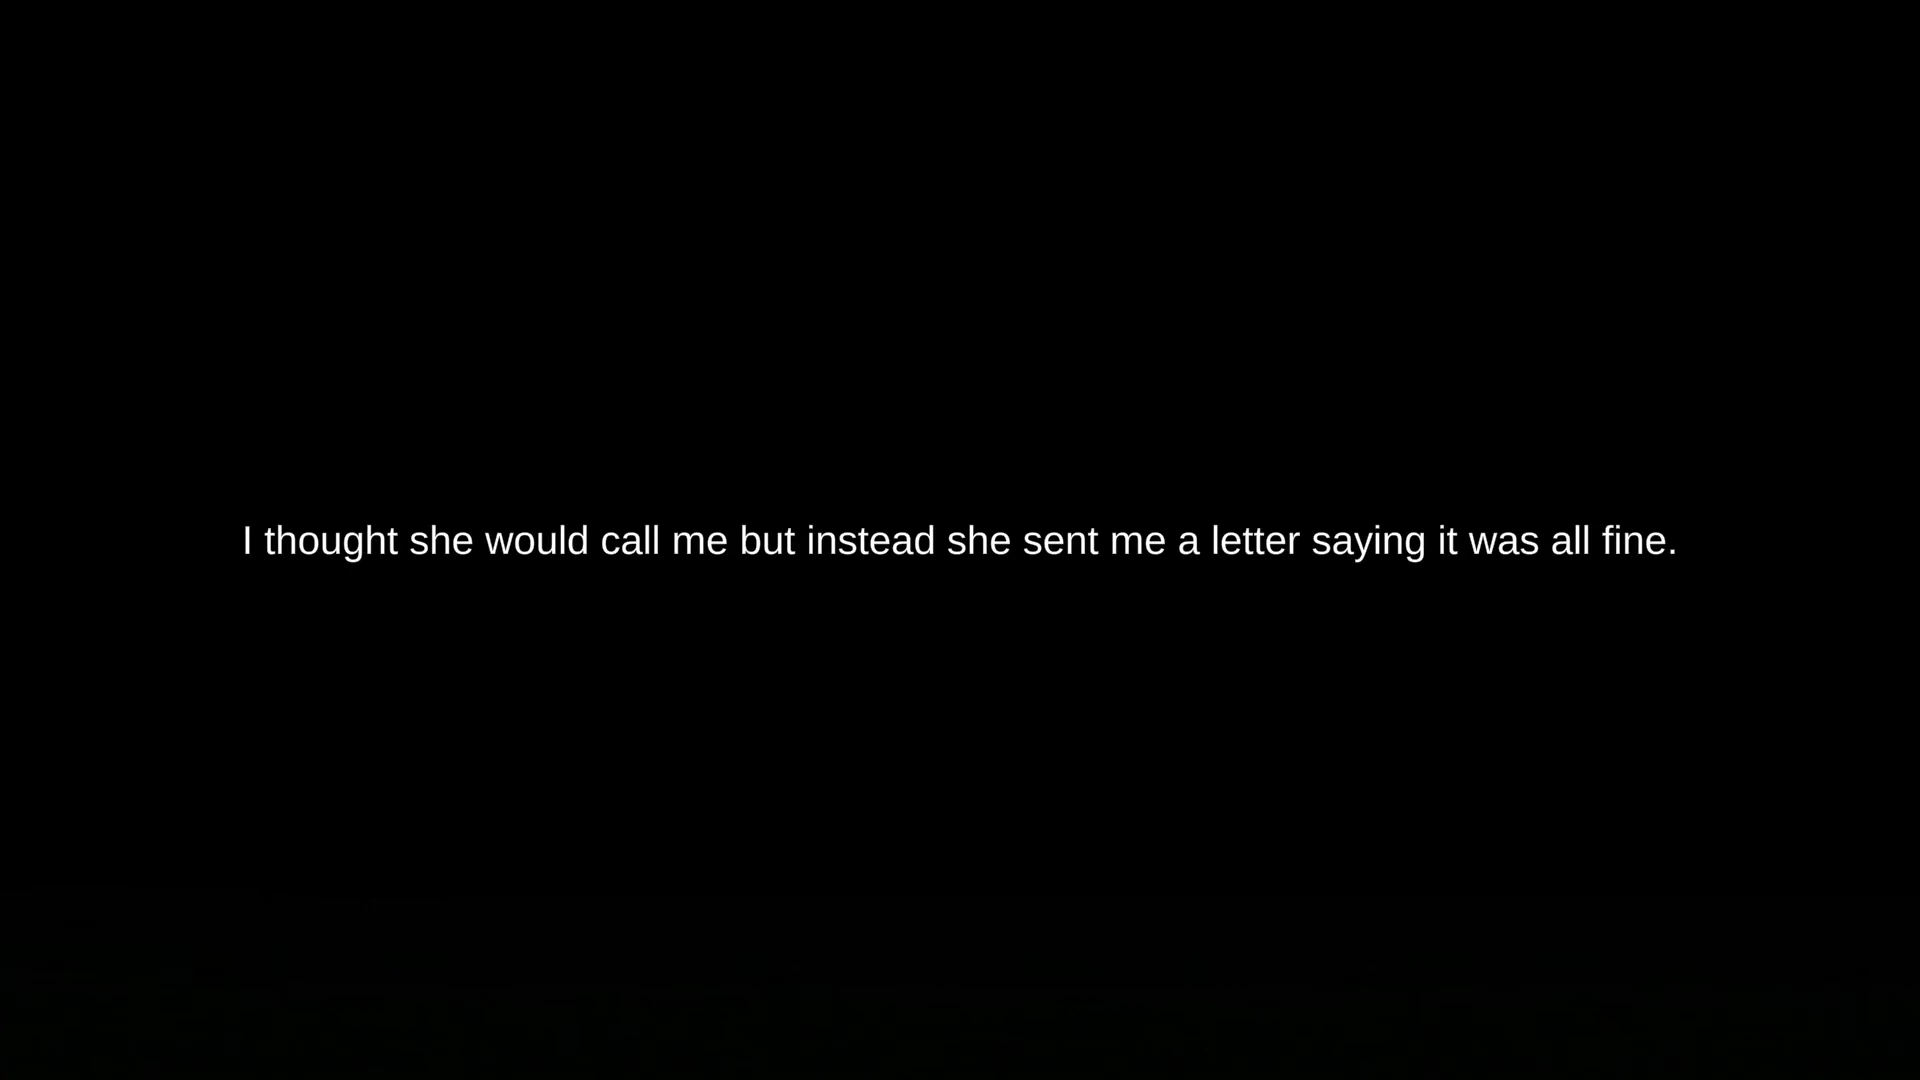 I thought she would call me but instead she sent me a letter saying it was all fine.